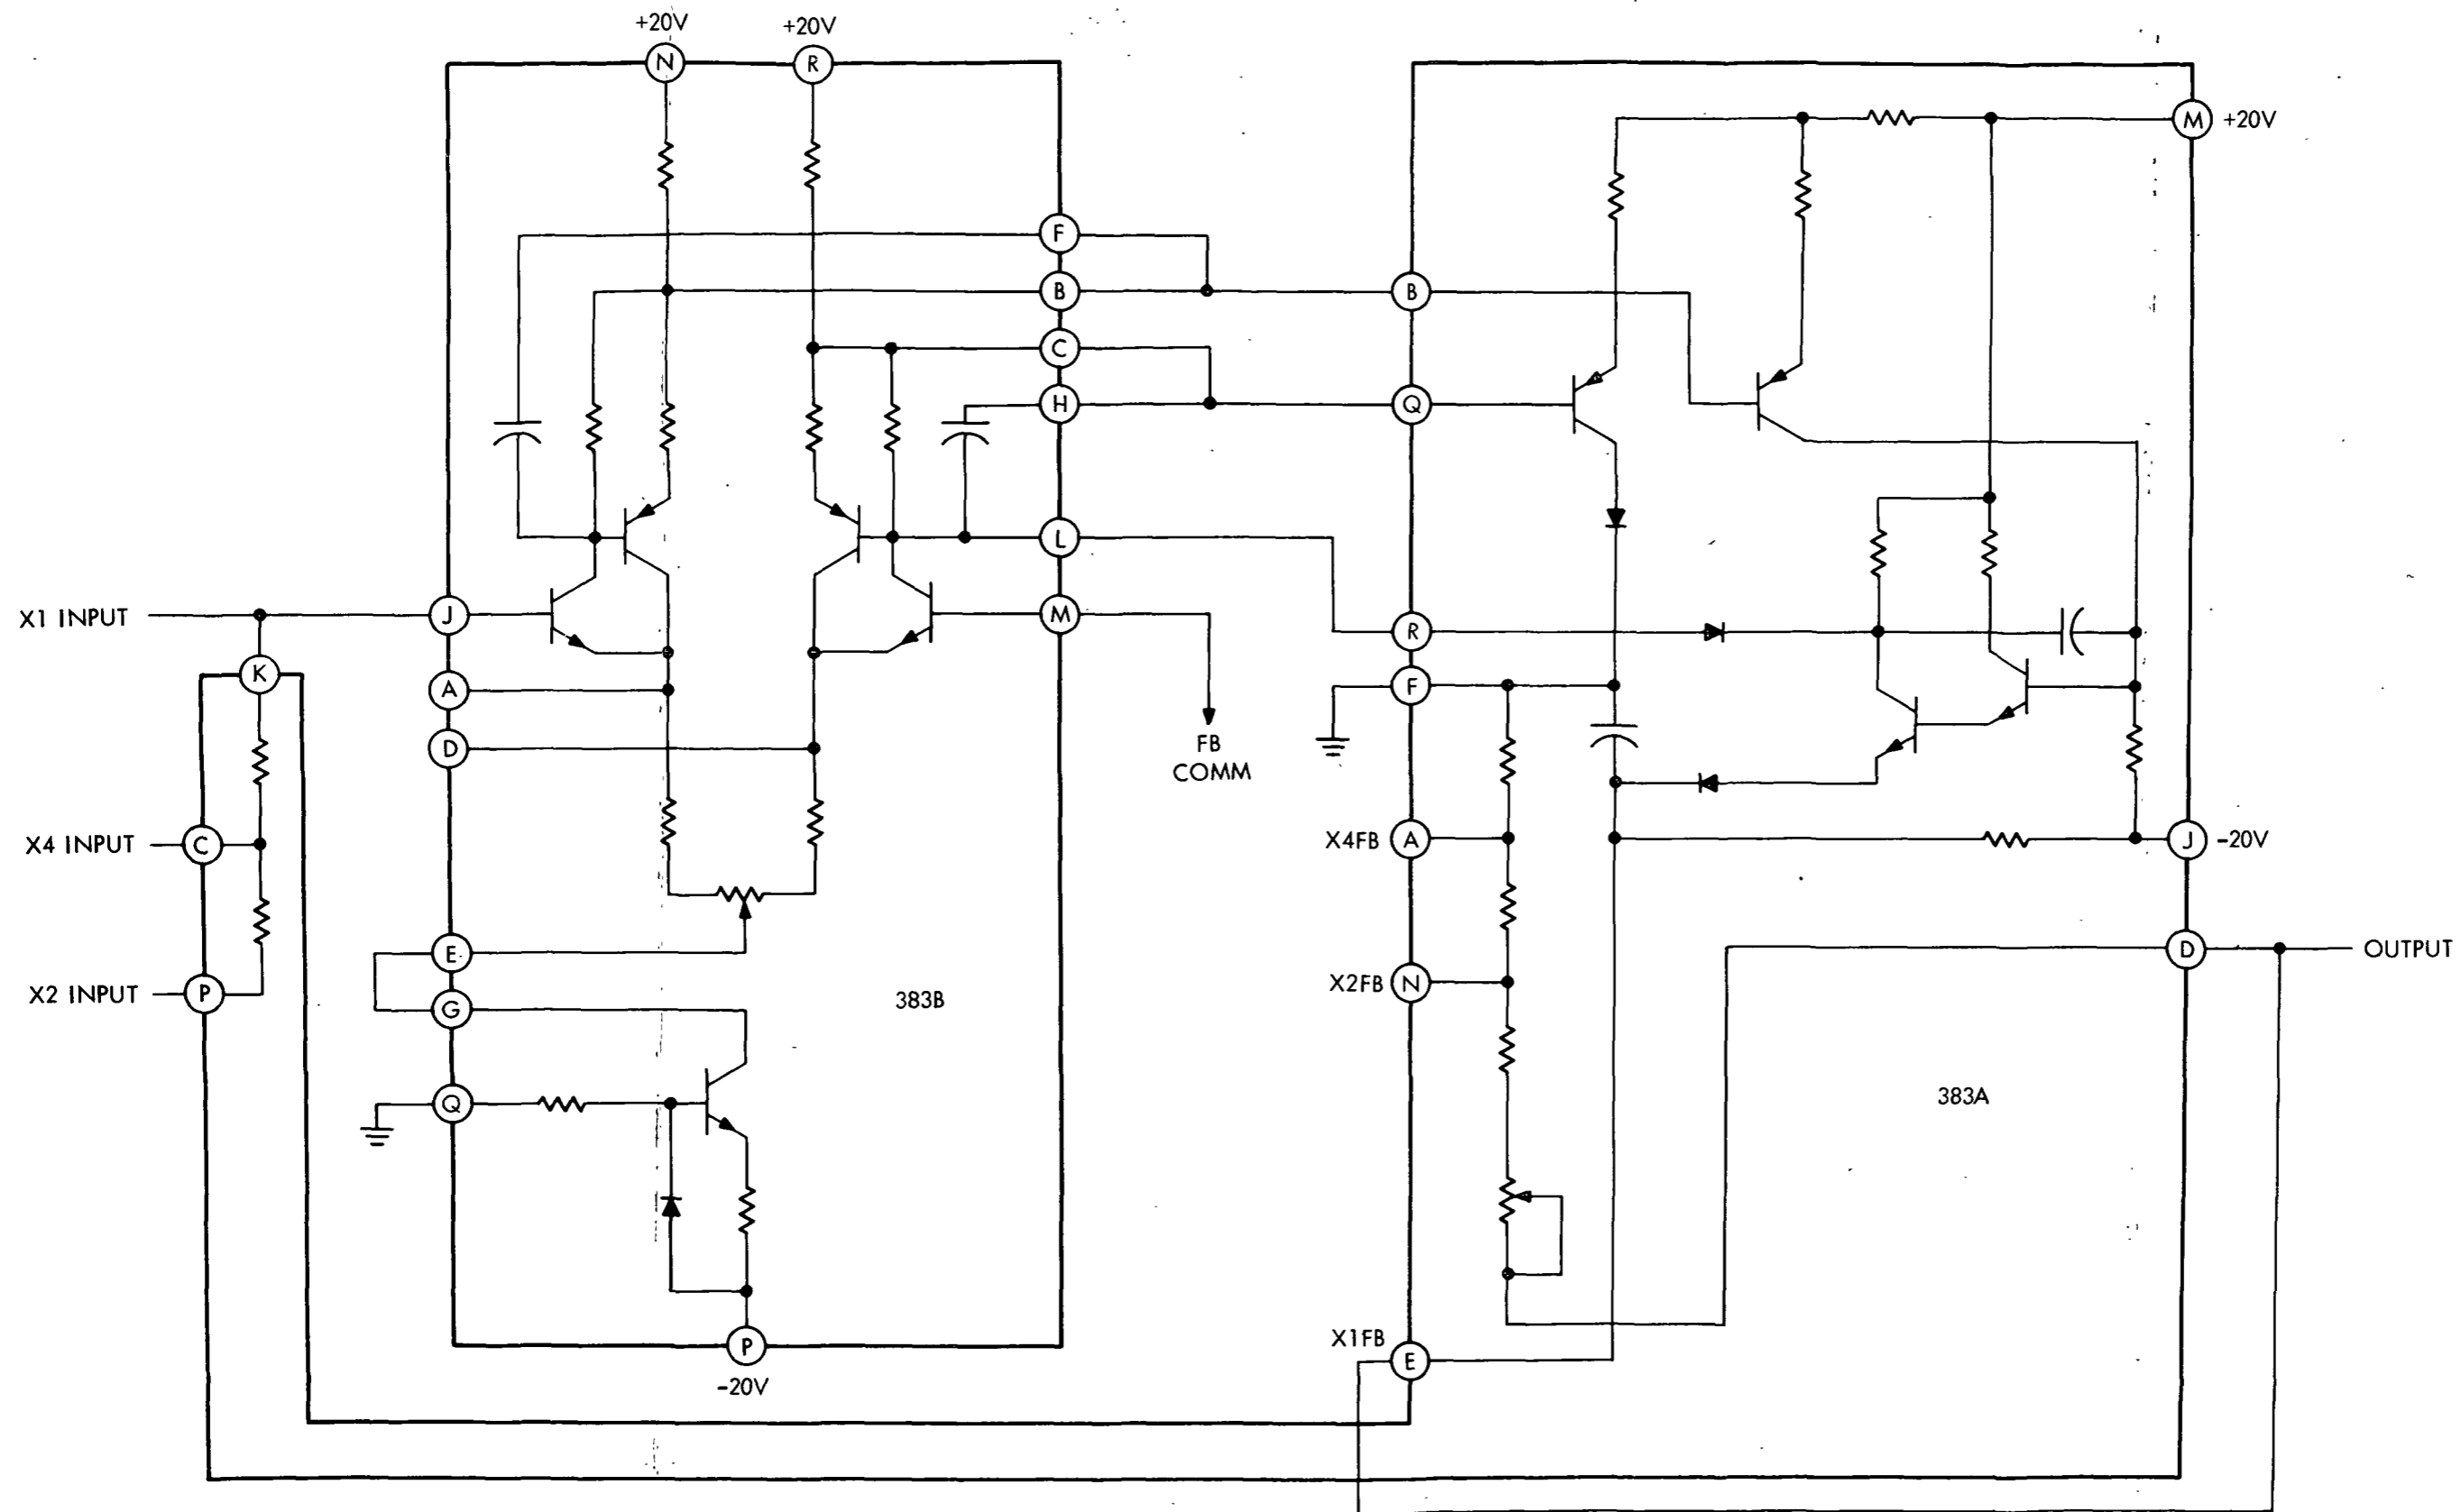 +20V
+20V
N
R
M
+20V
F
B
B
C
H
Q
L
X1 INPUT
J
M
R
K
A
F
D
FB
COMM
X4 INPUT
C
X4FB
A
J
-20V
E
D
OUTPUT
X2 INPUT
P
X2FB
N
G
383B
Q
383A
X1FB
E
P
-20V